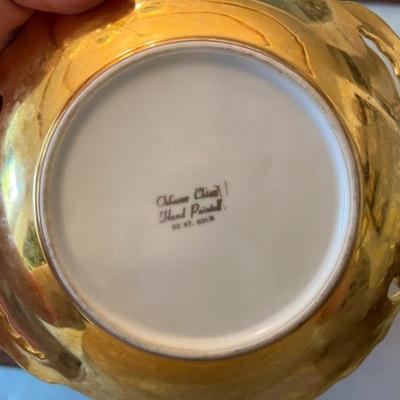 Osborne China
Hand Painted
22 KT. GOLD